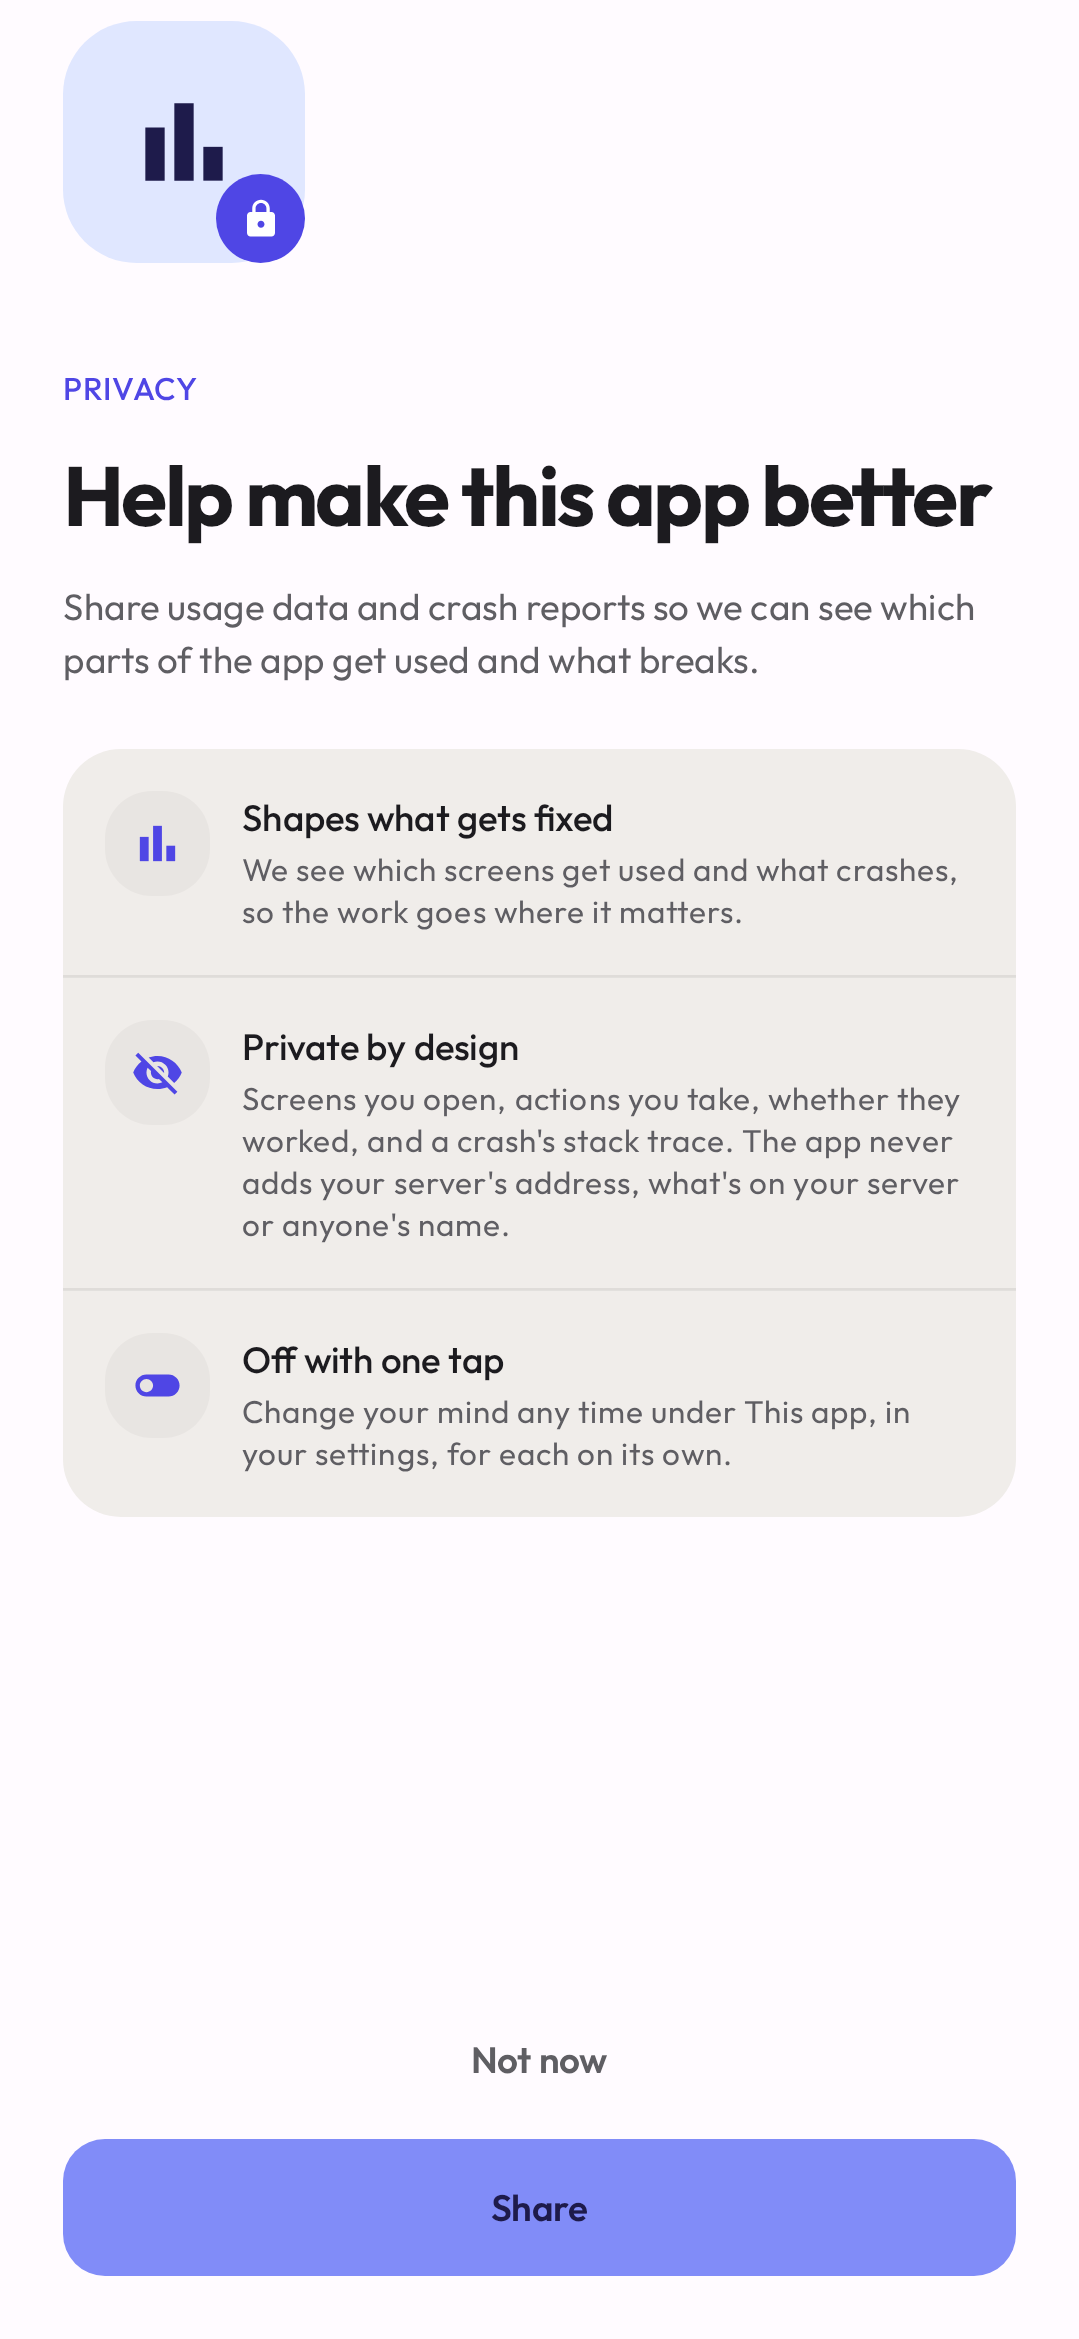 PRIVACY
Help make this app better
Share usage data and crash reports so we can see which
parts of the app get used and what breaks.
Shapes what gets fixed
We see which screens get used and what crashes,
so the work goes where it matters.
Private by design
Screens you open, actions you take, whether they
worked, and a crash's stack trace. The app never
adds your server's address, what's on your server
or anyone's name.
Off with one tap
Change your mind any time under This app, in
your settings, for each on its own.
Not now
Share